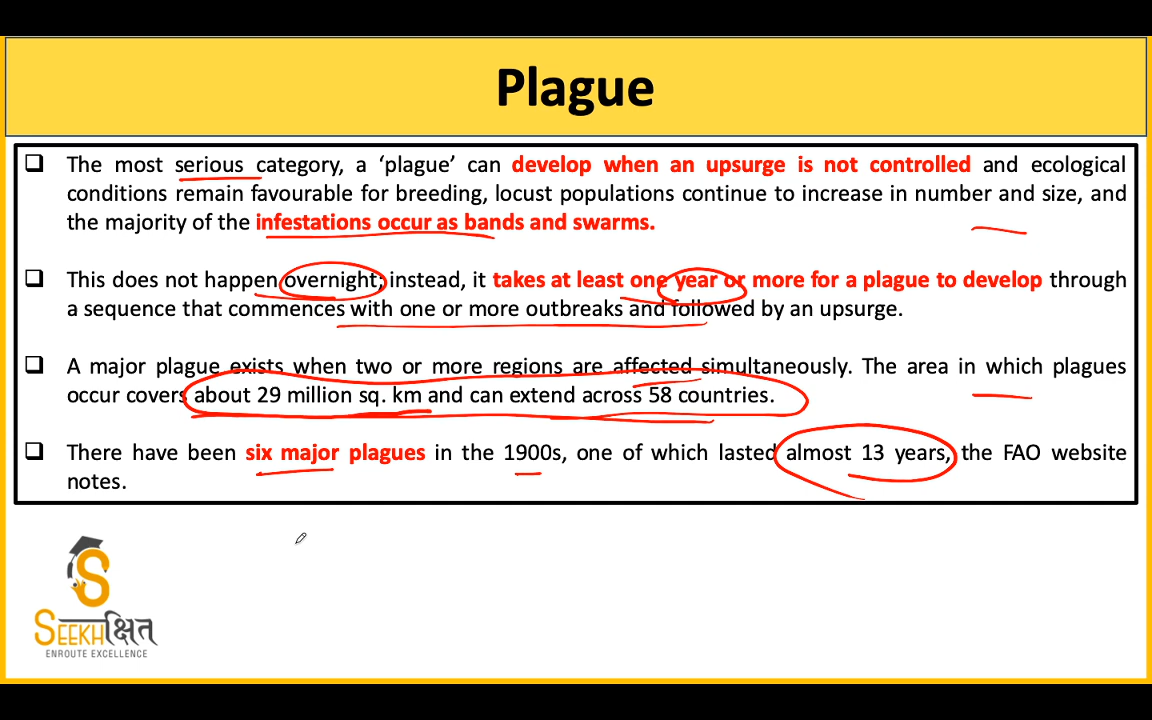 Plague
The most serious category, a ‘plague’ can develop when an upsurge is not controlled and ecological
conditions remain favourable for breeding, locust populations continue to increase in number and size, and
the majority of the infestations occur as bands and swarms.
This does not happen overnight; instead, it takes at least one year or more for a plague to develop through
a sequence that commences with one or more outbreaks and followed by an upsurge.
A major plague exists when two or more regions are affected simultaneously. The area in which plagues
occur covers about 29 million sq. km and can extend across 58 countries.
There have been six major plagues in the 1900s, one of which lasted almost 13 years, the FAO website
notes.
S
SEEKHक्षित
ENROUTE EXCELLENCE